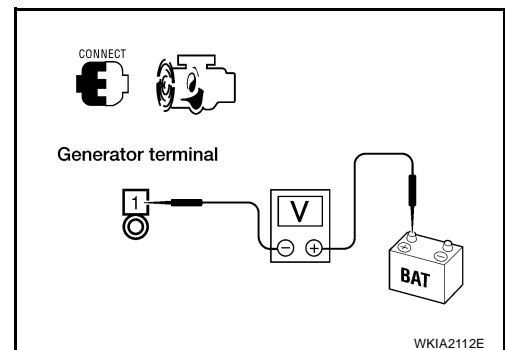 CONNECT
Generator terminal
1
V
− +
+ −
BAT
WKIA2112E